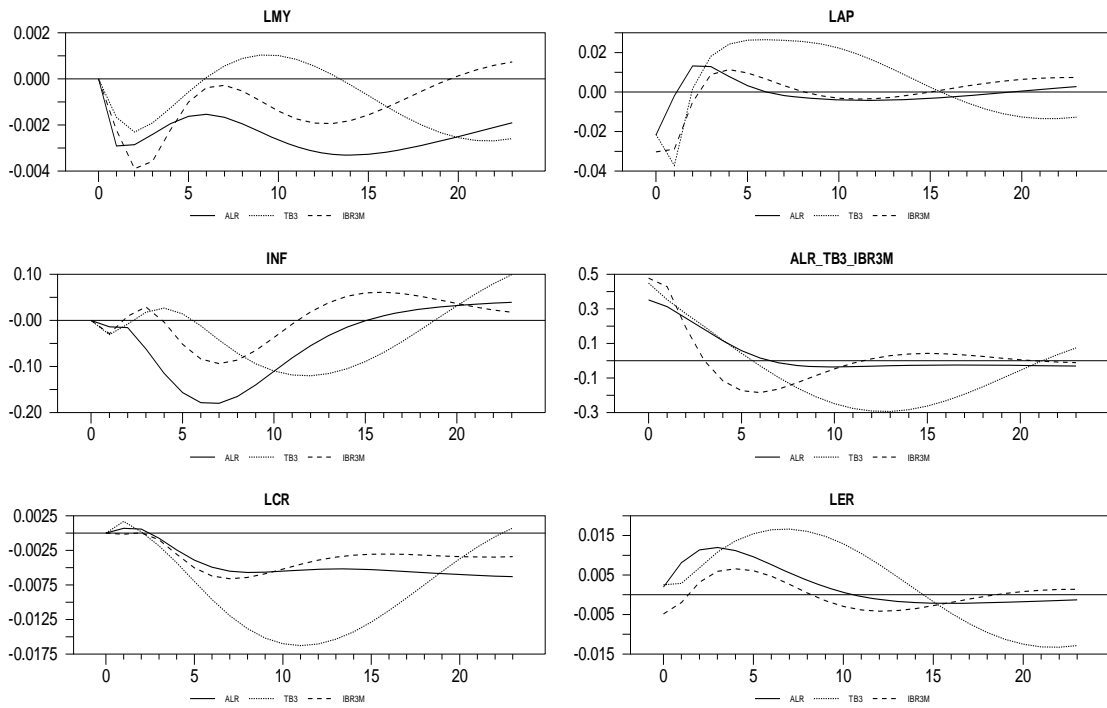 LMY
0.002
0.000
-0.002
-0.004
0 5 10 15 20
ALR TB3 IBR3M
LAP
0.02
0.00
-0.02
-0.04
0 5 10 15 20
ALR TB3 IBR3M
INF
0.10
-0.00
-0.10
-0.20
0 5 10 15 20
ALR TB3 IBR3M
ALR_TB3_IBR3M
0.5
0.3
0.1
-0.1
-0.3
0 5 10 15 20
ALR TB3 IBR3M
LCR
0.0025
-0.0025
-0.0075
-0.0125
-0.0175
0 5 10 15 20
ALR TB3 IBR3M
LER
0.015
0.005
-0.005
-0.015
0 5 10 15 20
ALR TB3 IBR3M